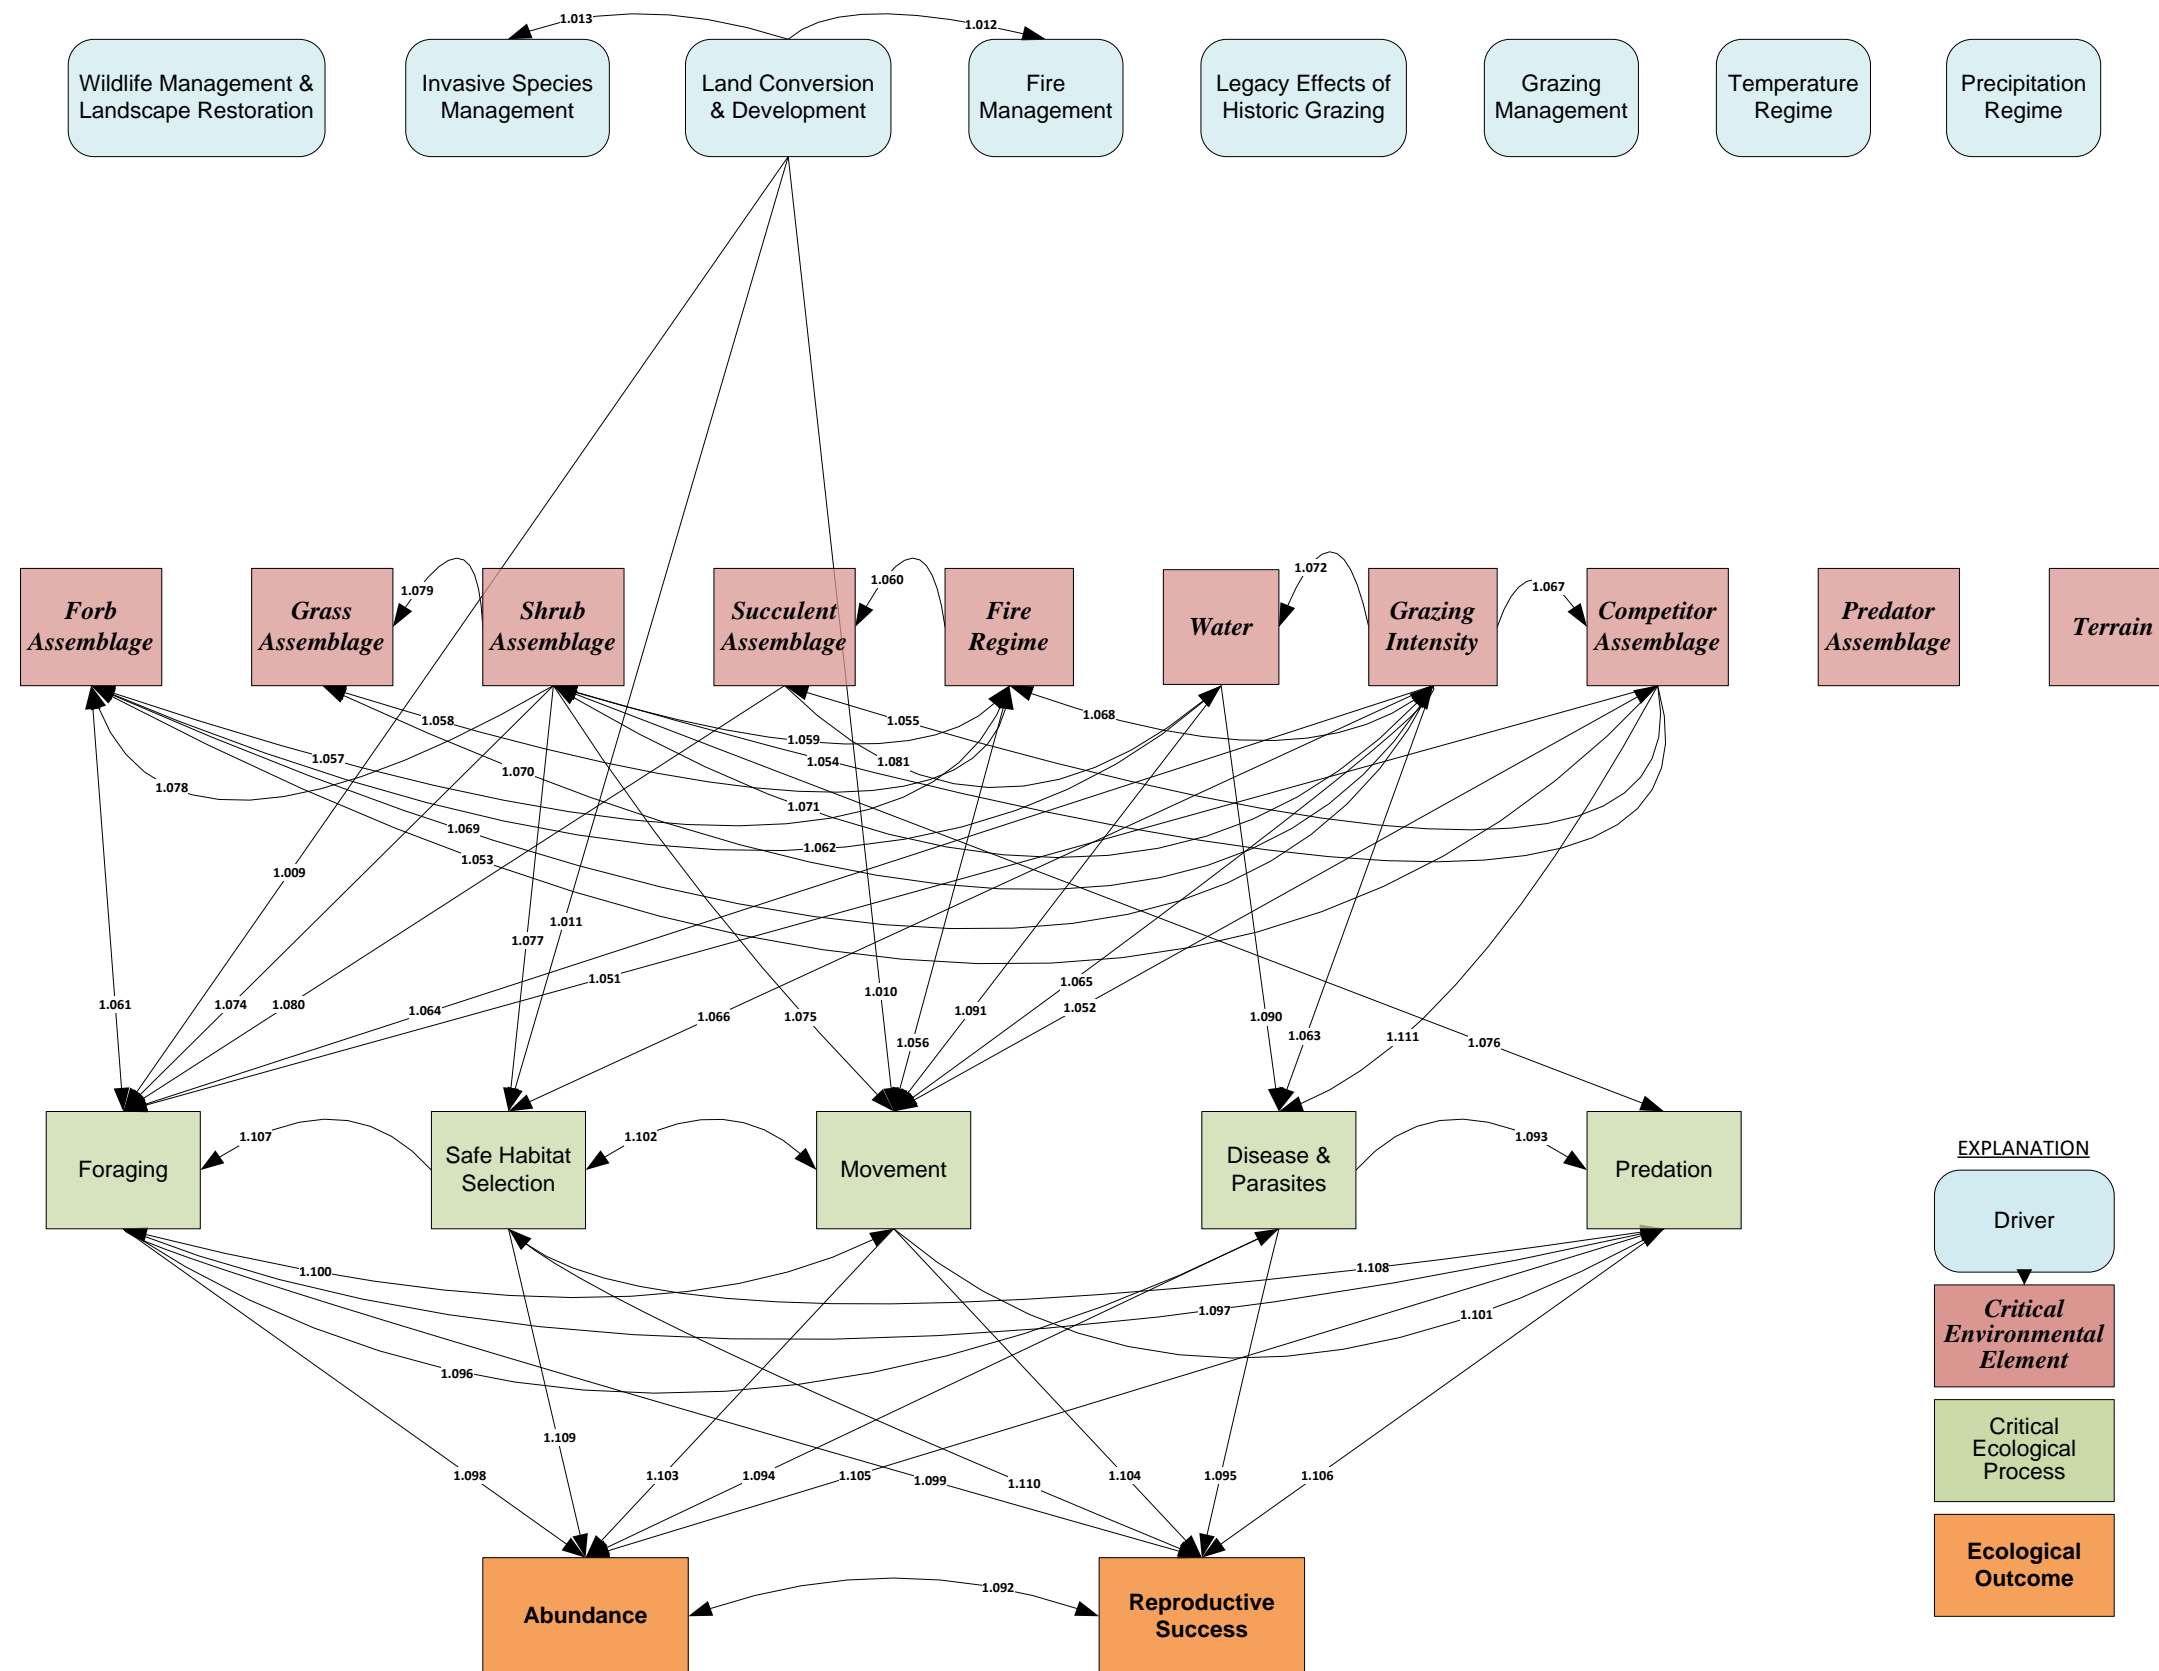 1.013
1.012
Wildlife Management &
Landscape Restoration
Invasive Species
Management
Land Conversion
& Development
Fire
Management
Legacy Effects of
Historic Grazing
Grazing
Management
Temperature
Regime
Precipitation
Regime
1.079
1.060
1.072
1.067
Forb
Assemblage
Grass
Assemblage
Shrub
Assemblage
Succulent
Assemblage
Fire
Regime
Water
Grazing
Intensity
Competitor
Assemblage
Predator
Assemblage
Terrain
1.058
1.055
1.068
1.059
1.057
1.054
1.081
1.070
1.078
1.071
1.069
1.062
1.053
1.009
1.011
1.077
1.051
1.065
1.010
1.061
1.074
1.080
1.064
1.052
1.091
1.066
1.075
1.090
1.063
1.111
1.056
1.076
1.107
1.102
1.093
Foraging
Safe Habitat
Selection
Movement
Disease &
Parasites
Predation
1.100
1.108
1.097
1.101
1.096
1.109
1.098
1.103
1.094
1.105
1.099
1.110
1.104
1.095
1.106
1.092
Abundance
Reproductive
Success
EXPLANATION
Driver
Critical
Environmental
Element
Critical
Ecological
Process
Ecological
Outcome